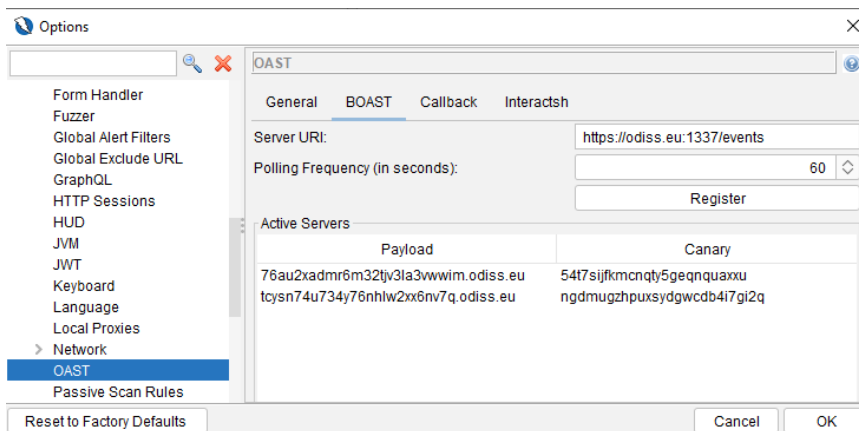 Options
OAST
Form Handler
Fuzzer
Global Alert Filters
Global Exclude URL
GraphQL
HTTP Sessions
HUD
JVM
JWT
Keyboard
Language
Local Proxies
Network
OAST
Passive Scan Rules
General BOAST Callback Interactsh
Server URI: https://odiss.eu:1337/events
Polling Frequency (in seconds): 60
Register
Active Servers
Payload Canary
76au2xadmr6m32tjv3la3vwwim.odiss.eu 54t7sijfkmcnqty5geqnquaxxu
tcysn74u734y76nhlw2xx6nv7q.odiss.eu ngdmugzhpuxsydgwcdb4i7gi2q
Reset to Factory Defaults Cancel OK